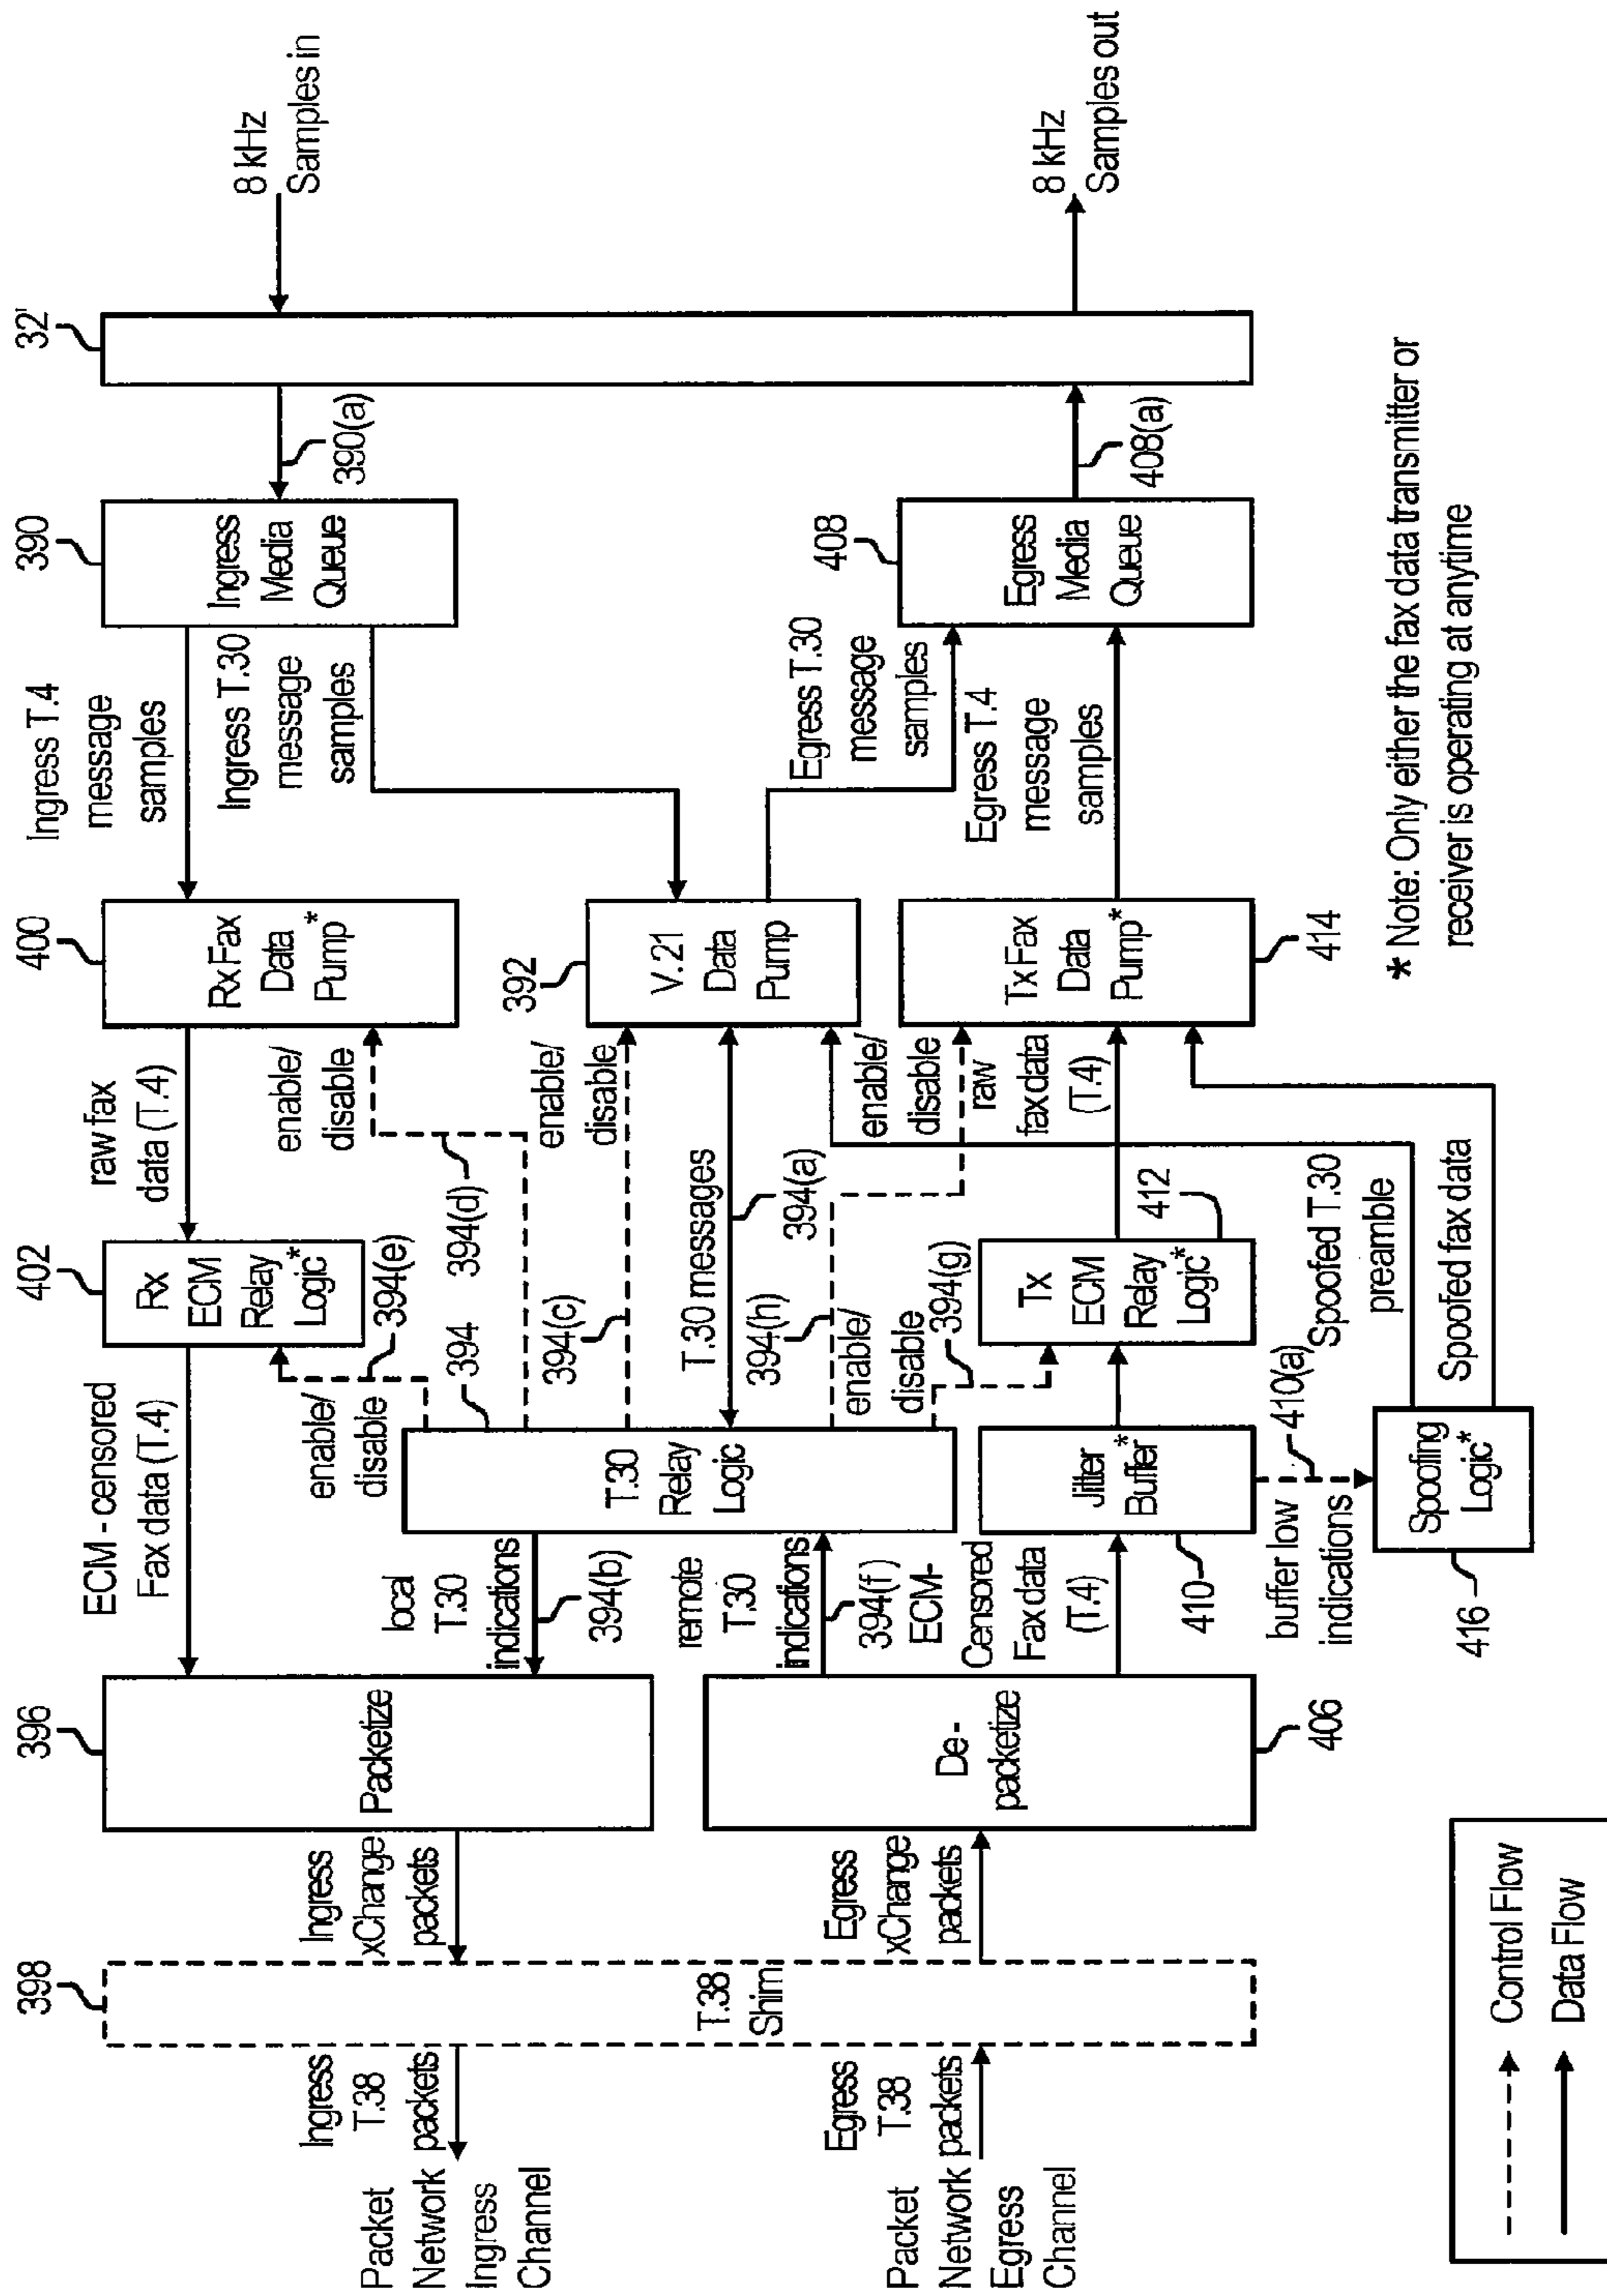 8 kHz
Samples in
8 kHz
Samples out
32'
390
Ingress
Media
Queue
390(a)
408
Egress
Media
Queue
408(a)
Ingress T.4
message
samples
Ingress T.30
message
samples
Egress T.30
message
samples
Egress T.4
message
samples
400
Rx Fax
Data
Pump*
392
V.21
Data
Pump
Tx Fax
Data
Pump*
414
raw fax
data (T.4)
enable/
disable
394(d)
enable/
disable
394(c)
T.30 messages
394(a)
enable/
disable
394(h)
raw
fax data
(T.4)
402
Rx
ECM
Relay
Logic*
394(e)
enable/
disable
394
T.30
Relay
Logic
enable/
disable
394(g)
412
Tx
ECM
Relay
Logic*
Spoofed T.30
preamble
Spoofed fax data
ECM - censored
Fax data (T.4)
local
T.30
indications
394(b)
remote
T.30
indications
394(f)
ECM-
Censored
Fax data
(T.4)
Jitter
Buffer*
410
buffer low
indications
410(a)
Spoofing
Logic*
416
396
Packetize
De-
packetize
406
Ingress
xChange
packets
Egress
xChange
packets
398
T.38
Shim
Ingress
T.38
packets
Egress
T.38
packets
Packet
Network
Ingress
Channel
Packet
Network
Egress
Channel
* Note: Only either the fax data transmitter or
receiver is operating at anytime
Control Flow
Data Flow